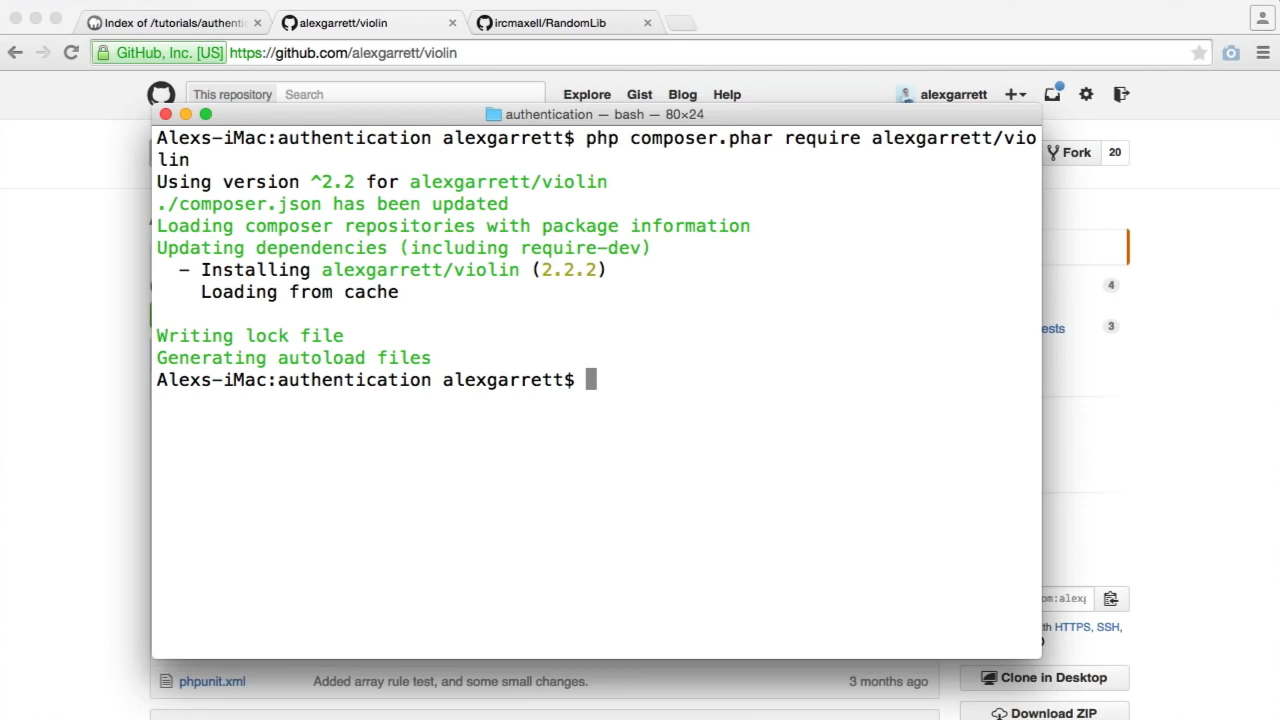 Index of /tutorials/authentic
alexgarrett/violin
ircmaxell/RandomLib
GitHub, Inc. [US] https://github.com/alexgarrett/violin
This repository Search Explore Gist Blog Help alexgarrett
authentication — bash — 80×24
Alexs-iMac:authentication alexgarrett$ php composer.phar require alexgarrett/vio
lin
Using version ^2.2 for alexgarrett/violin
./composer.json has been updated
Loading composer repositories with package information
Updating dependencies (including require-dev)
- Installing alexgarrett/violin (2.2.2)
Loading from cache
Writing lock file
Generating autoload files
Alexs-iMac:authentication alexgarrett$
Fork 20
4
ests 3
HTTPS, SSH,
Clone in Desktop
Download ZIP
phpunit.xml Added array rule test, and some small changes. 3 months ago